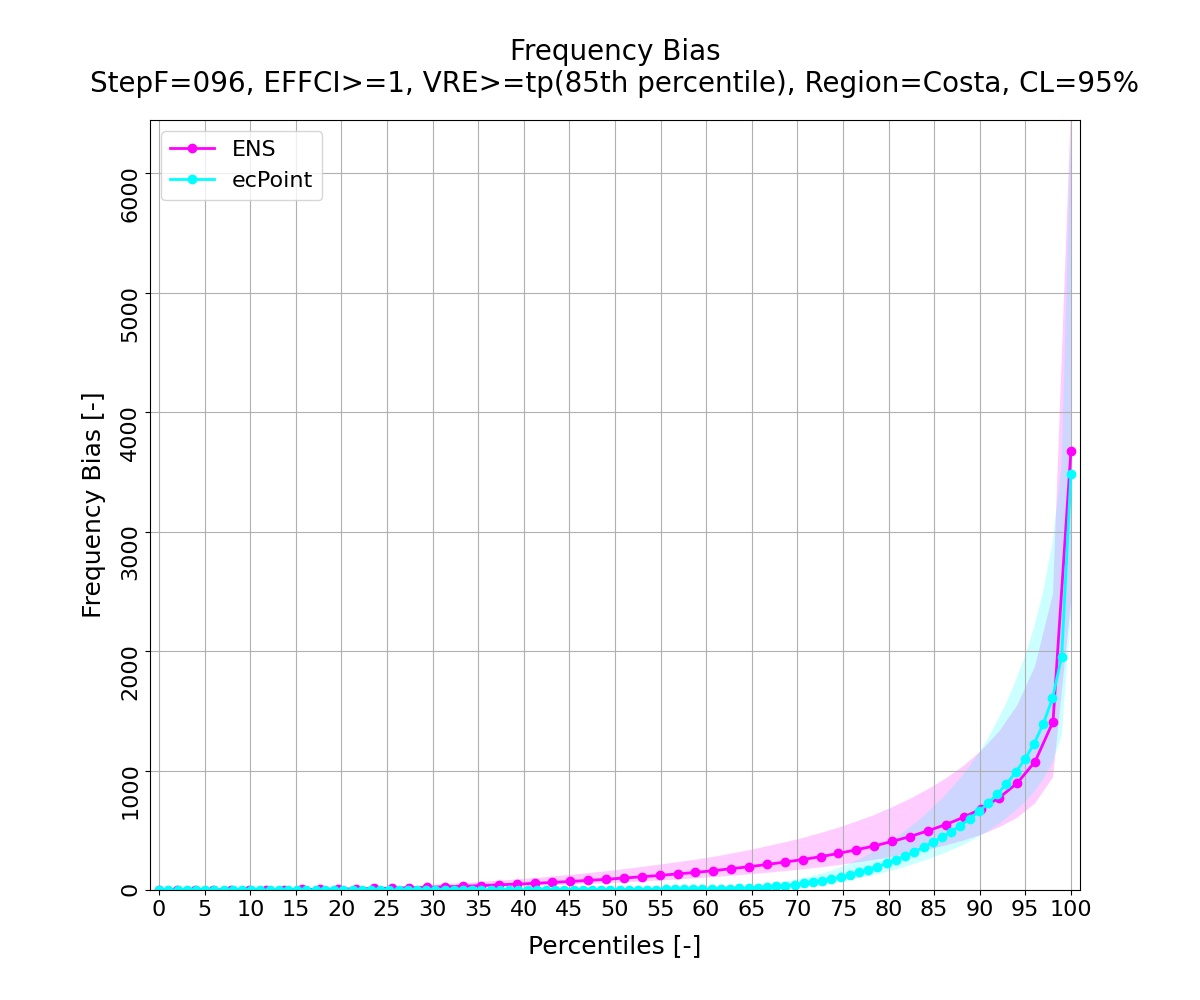 Frequency Bias
StepF=096, EFFCI>=1, VRE>=tp(85th percentile), Region=Costa, CL=95%
ENS
ecPoint
6000
5000
4000
3000
2000
1000
0
Frequency Bias [-]
0 5 10 15 20 25 30 35 40 45 50 55 60 65 70 75 80 85 90 95 100
Percentiles [-]